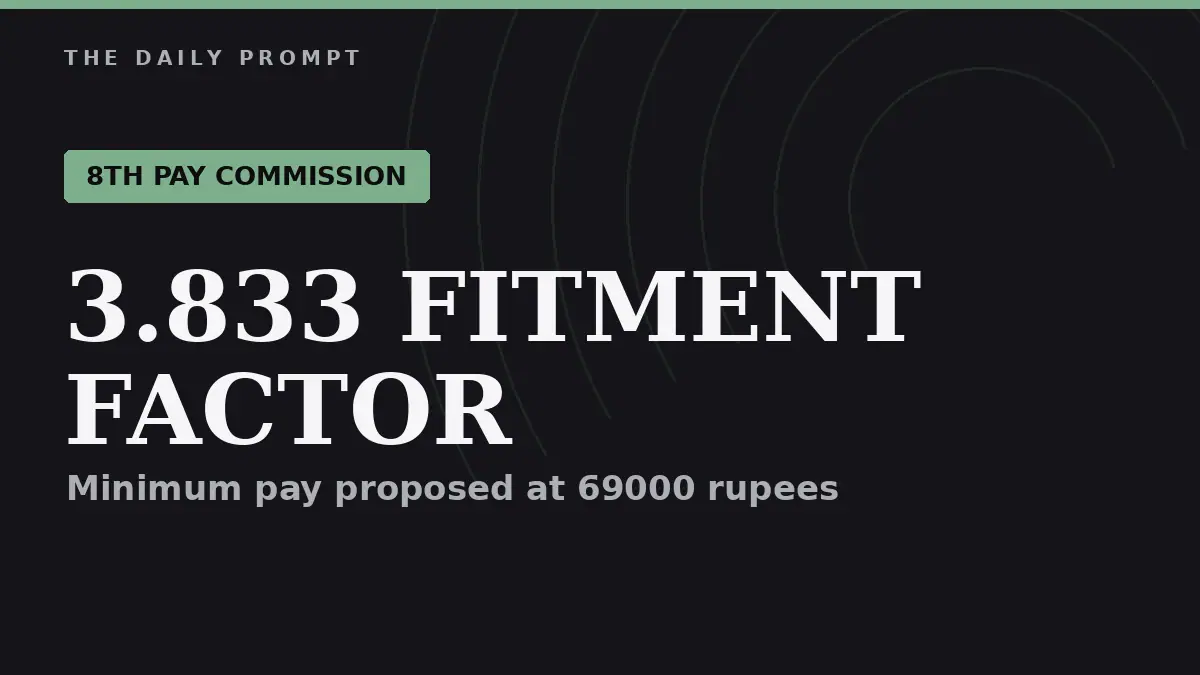 THE DAILY PROMPT
8TH PAY COMMISSION
3.833 FITMENT
FACTOR
Minimum pay proposed at 69000 rupees